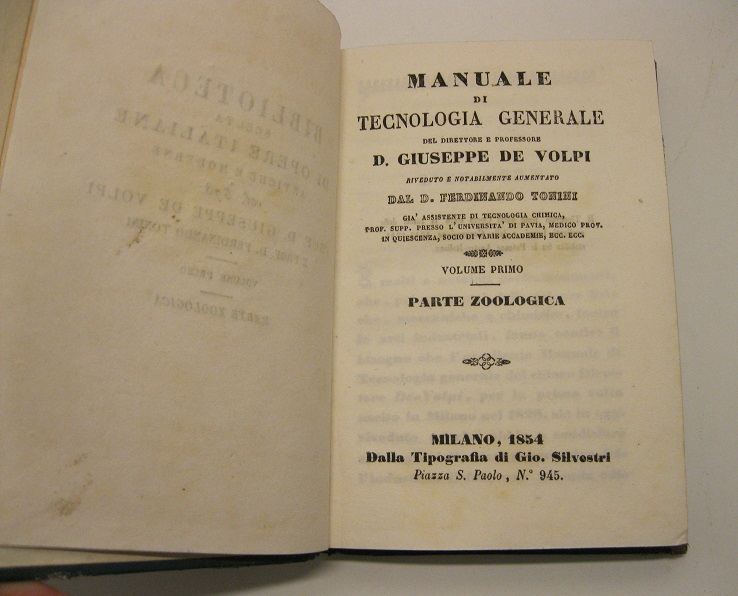 MANUALE
DI
TECNOLOGIA GENERALE
DEL DIRETTORE E PROFESSORE
D. GIUSEPPE DE VOLPI
RIVEDUTO E NOTABILMENTE AUMENTATO
DAL D. FERDINANDO TONINI
GIA' ASSISTENTE DI TECNOLOGIA CHIMICA,
PROF. SUPP. PRESSO L'UNIVERSITA' DI PAVIA, MEDICO PROV.
IN QUIESCENZA, SOCIO DI VARIE ACCADEMIE, ECC. ECC.
VOLUME PRIMO
PARTE ZOOLOGICA
MILANO, 1854
Dalla Tipografia di Gio. Silvestri
Piazza S. Paolo, N.° 945.